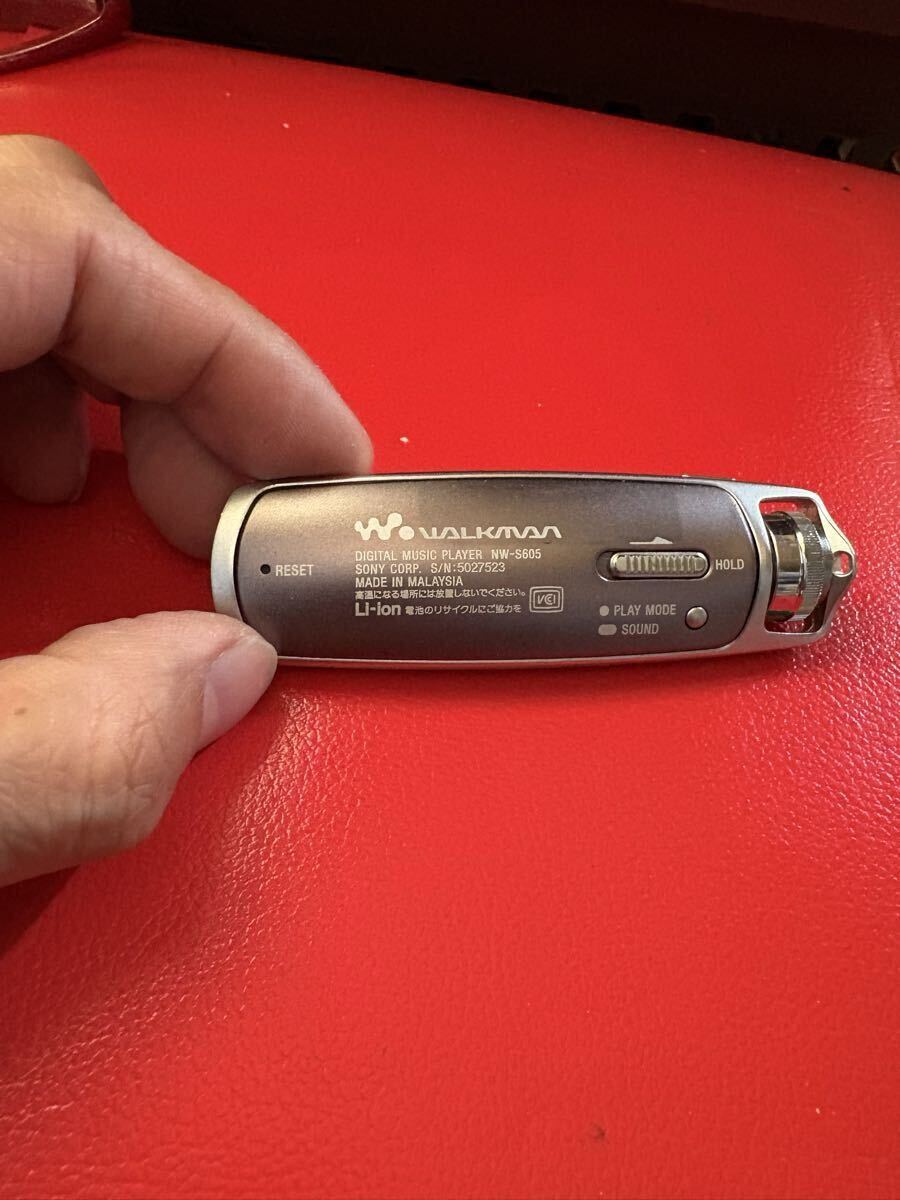 WALKMAN
DIGITAL MUSIC PLAYER NW-S605
SONY CORP. S/N:5027523
MADE IN MALAYSIA
高温になる場所には放置しないでください。
Li-ion 電池のリサイクルにご協力を
VCI
RESET
HOLD
PLAY MODE
SOUND